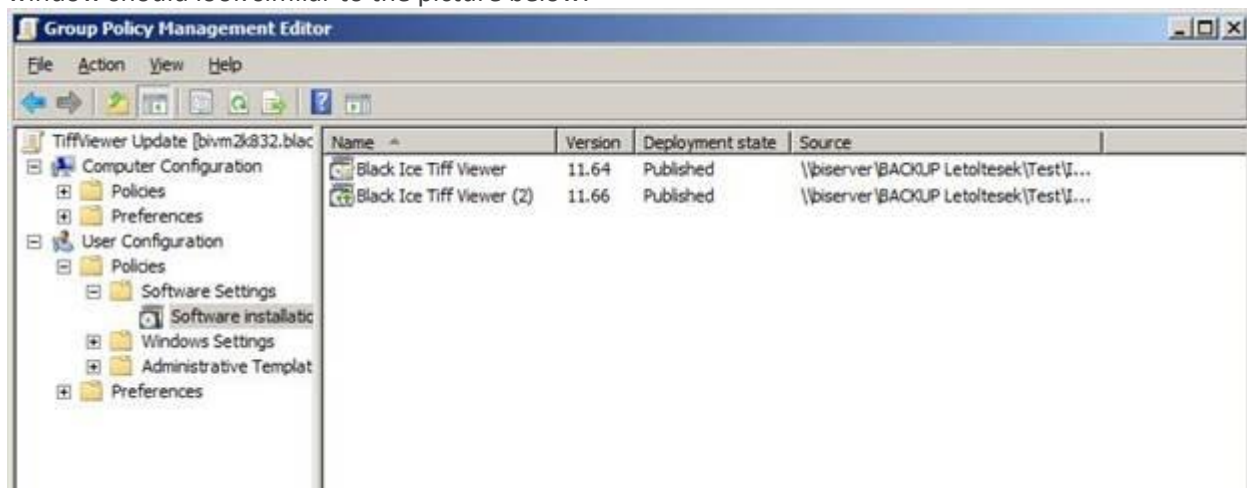 window should look similar to the picture below:
Group Policy Management Editor
File Action View Help
TiffViewer Update [bivm2k832.blac
Name Version Deployment state Source
Computer Configuration
Black Ice Tiff Viewer 11.64 Published \\biserver\BACKUP Letoltesek\Test\I...
Policies
Black Ice Tiff Viewer (2) 11.66 Published \\biserver\BACKUP Letoltesek\Test\I...
Preferences
User Configuration
Policies
Software Settings
Software installatic
Windows Settings
Administrative Templat
Preferences